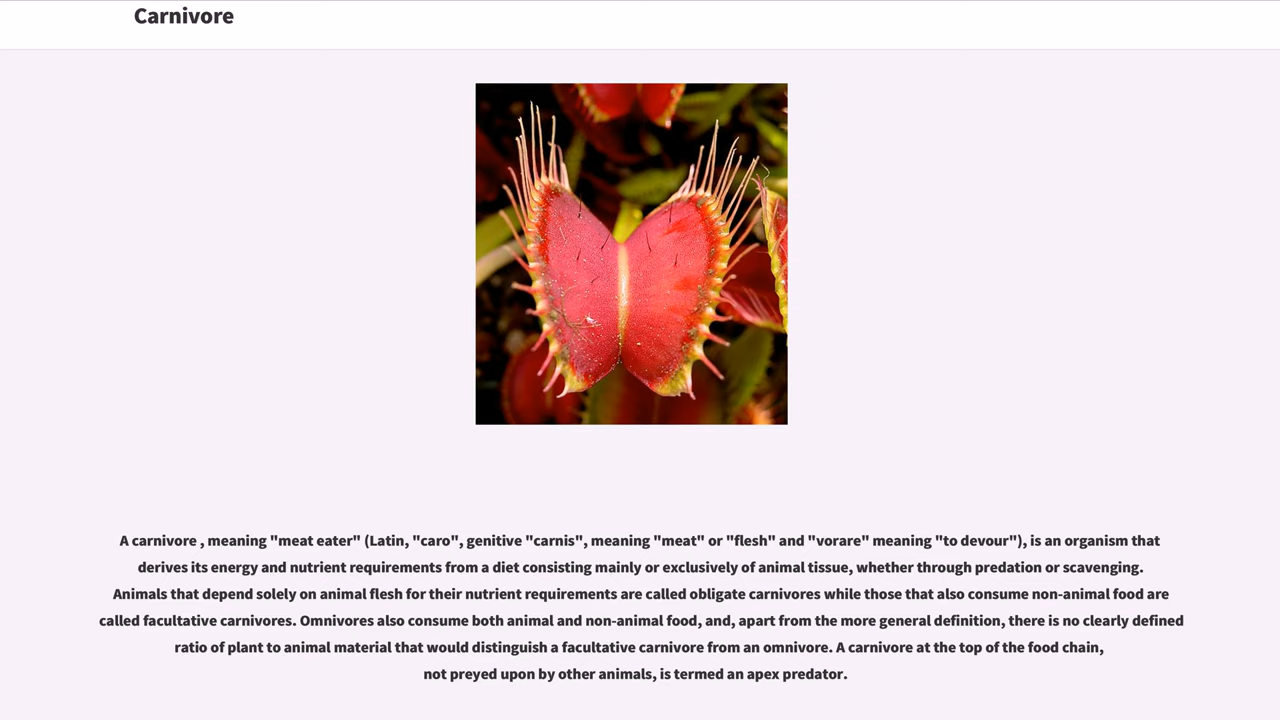 Carnivore
A carnivore , meaning "meat eater" (Latin, "caro", genitive "carnis", meaning "meat" or "flesh" and "vorare" meaning "to devour"), is an organism that
derives its energy and nutrient requirements from a diet consisting mainly or exclusively of animal tissue, whether through predation or scavenging.
Animals that depend solely on animal flesh for their nutrient requirements are called obligate carnivores while those that also consume non-animal food are
called facultative carnivores. Omnivores also consume both animal and non-animal food, and, apart from the more general definition, there is no clearly defined
ratio of plant to animal material that would distinguish a facultative carnivore from an omnivore. A carnivore at the top of the food chain,
not preyed upon by other animals, is termed an apex predator.